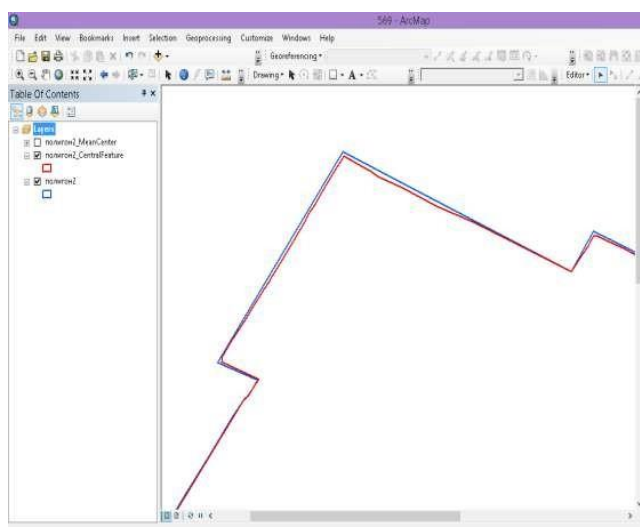 569 - ArcMap
File Edit View Bookmarks Insert Selection Geoprocessing Customize Windows Help
Georeferencing
Drawing A Editor
Table Of Contents
Layers
полигон2_MeanCenter
полигон2_CentralFeature
полигон2